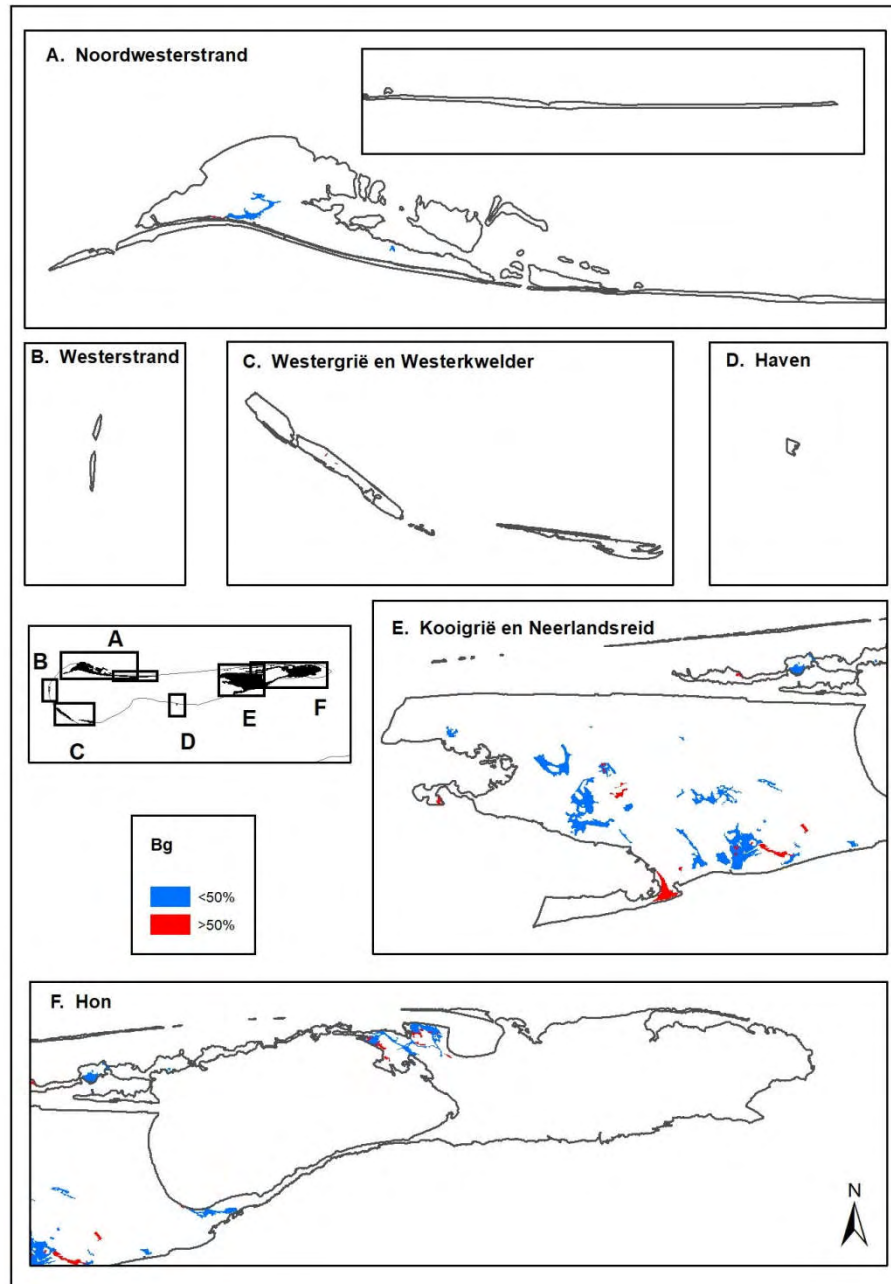 A. Noordwesterstrand
B. Westerstrand
C. Westergrië en Westerkwelder
D. Haven
A
B
C
D
E
F
E. Kooigrië en Neerlandsreid
Bg
<50%
>50%
F. Hon
N